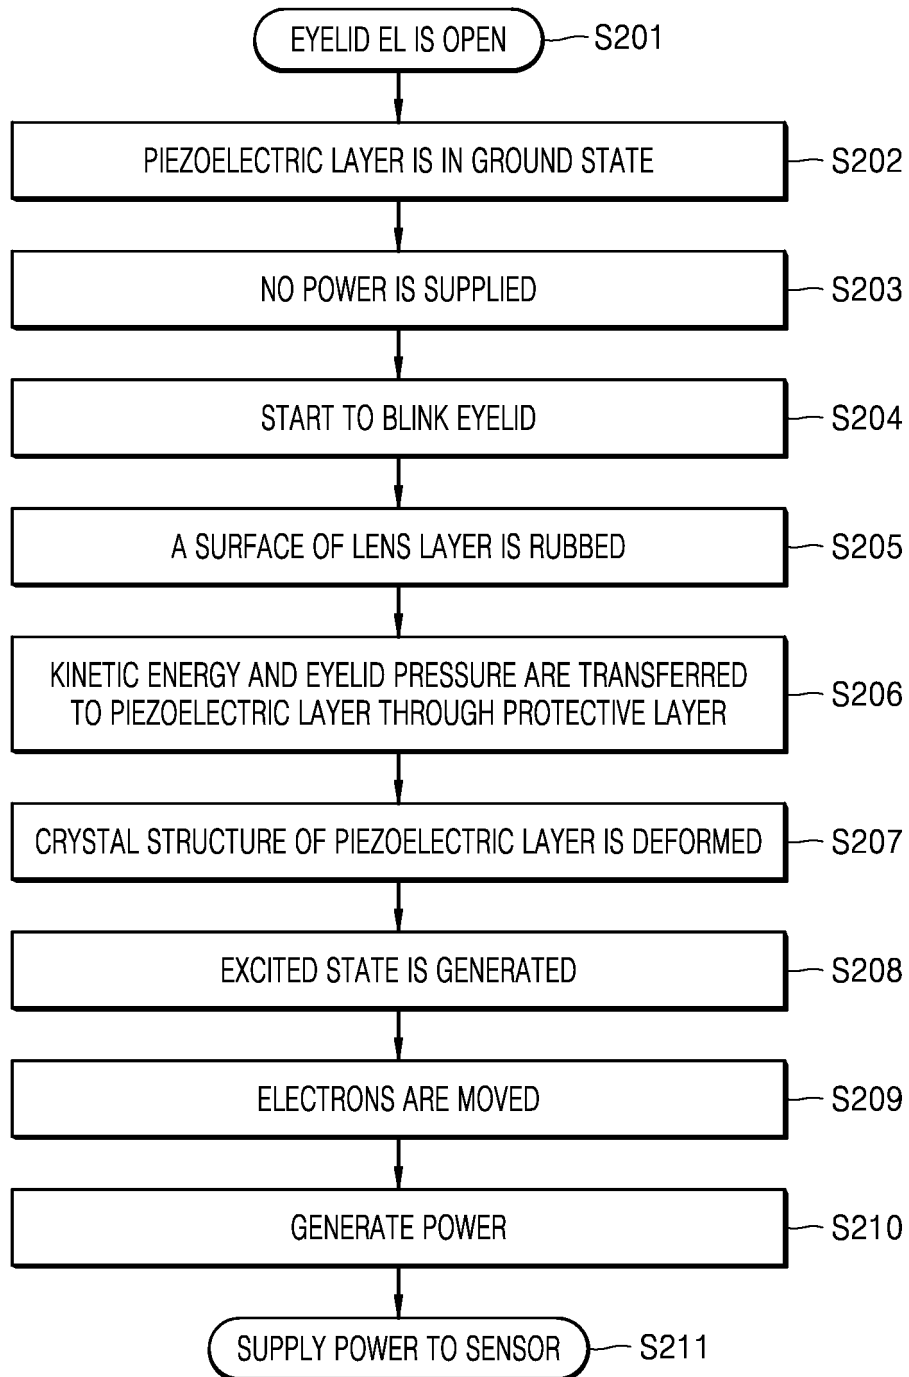 EYELID EL IS OPEN
S201
PIEZOELECTRIC LAYER IS IN GROUND STATE
S202
NO POWER IS SUPPLIED
S203
START TO BLINK EYELID
S204
A SURFACE OF LENS LAYER IS RUBBED
S205
KINETIC ENERGY AND EYELID PRESSURE ARE TRANSFERRED
TO PIEZOELECTRIC LAYER THROUGH PROTECTIVE LAYER
S206
CRYSTAL STRUCTURE OF PIEZOELECTRIC LAYER IS DEFORMED
S207
EXCITED STATE IS GENERATED
S208
ELECTRONS ARE MOVED
S209
GENERATE POWER
S210
SUPPLY POWER TO SENSOR
S211